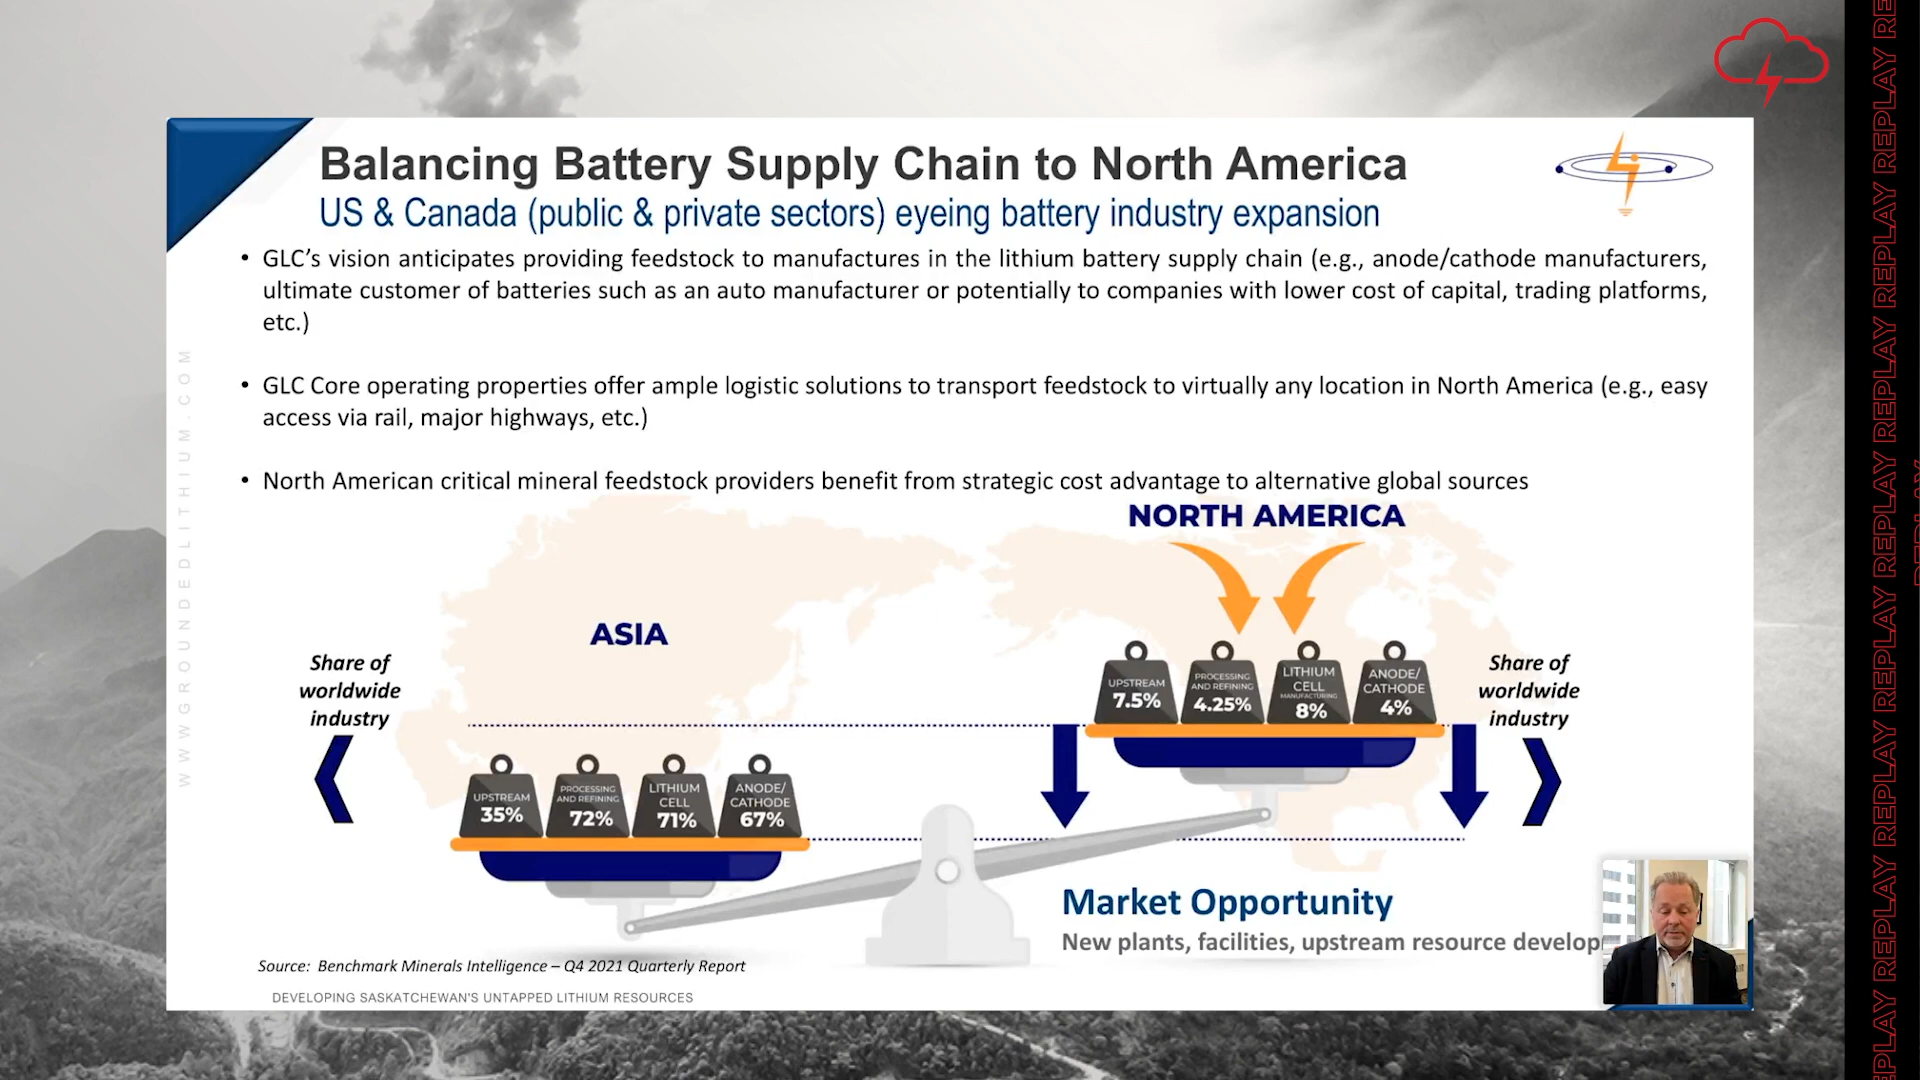 Balancing Battery Supply Chain to North America
US & Canada (public & private sectors) eyeing battery industry expansion
• GLC’s vision anticipates providing feedstock to manufactures in the lithium battery supply chain (e.g., anode/cathode manufacturers,
ultimate customer of batteries such as an auto manufacturer or potentially to companies with lower cost of capital, trading platforms,
etc.)
• GLC Core operating properties offer ample logistic solutions to transport feedstock to virtually any location in North America (e.g., easy
access via rail, major highways, etc.)
• North American critical mineral feedstock providers benefit from strategic cost advantage to alternative global sources
WWW.GROUNDEDLITHIUM.COM
NORTH AMERICA
ASIA
Share of
worldwide
industry
UPSTREAM
7.5%
PROCESSING
AND REFINING
4.25%
LITHIUM
CELL
MANUFACTURING
8%
ANODE/
CATHODE
4%
Share of
worldwide
industry
UPSTREAM
35%
PROCESSING
AND REFINING
72%
LITHIUM
CELL
71%
ANODE/
CATHODE
67%
Market Opportunity
New plants, facilities, upstream resource develop
Source: Benchmark Minerals Intelligence – Q4 2021 Quarterly Report
DEVELOPING SASKATCHEWAN'S UNTAPPED LITHIUM RESOURCES
REPLAY REPLAY REPLAY REPLAY REPLAY REPLAY REPLAY REPLAY REPLAY REPLAY REPLAY